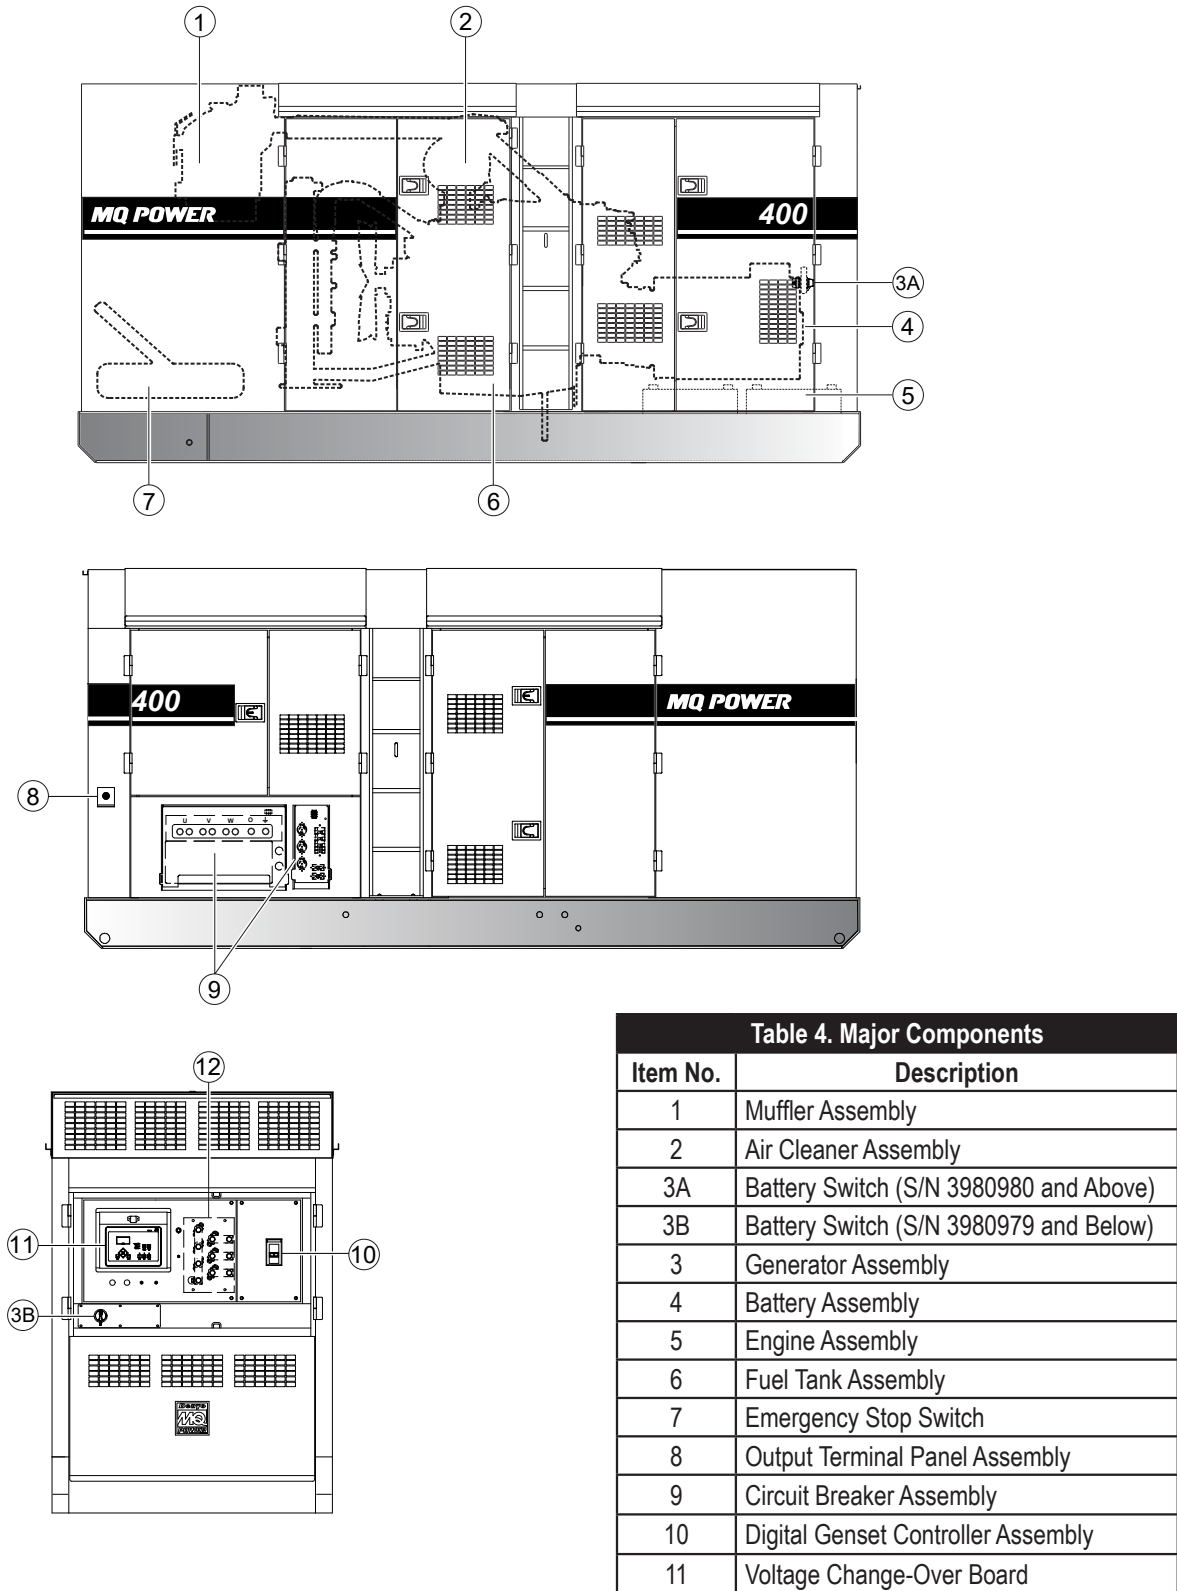 1
2
MQ POWER
400
3A
4
5
7
6
400
MQ POWER
8
U V W O
9
12
11
10
3B
Denyo
MQ
POWER
Table 4. Major Components
Item No. Description
1 Muffler Assembly
2 Air Cleaner Assembly
3A Battery Switch (S/N 3980980 and Above)
3B Battery Switch (S/N 3980979 and Below)
3 Generator Assembly
4 Battery Assembly
5 Engine Assembly
6 Fuel Tank Assembly
7 Emergency Stop Switch
8 Output Terminal Panel Assembly
9 Circuit Breaker Assembly
10 Digital Genset Controller Assembly
11 Voltage Change-Over Board